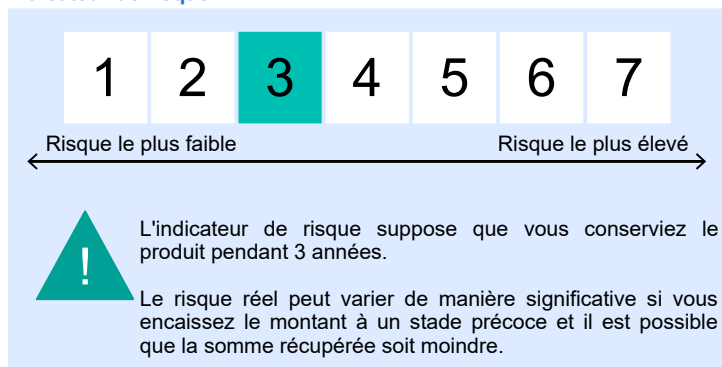 1 2 3 4 5 6 7
Risque le plus faible Risque le plus élevé
!
L'indicateur de risque suppose que vous conserviez le
produit pendant 3 années.
Le risque réel peut varier de manière significative si vous
encaissez le montant à un stade précoce et il est possible
que la somme récupérée soit moindre.